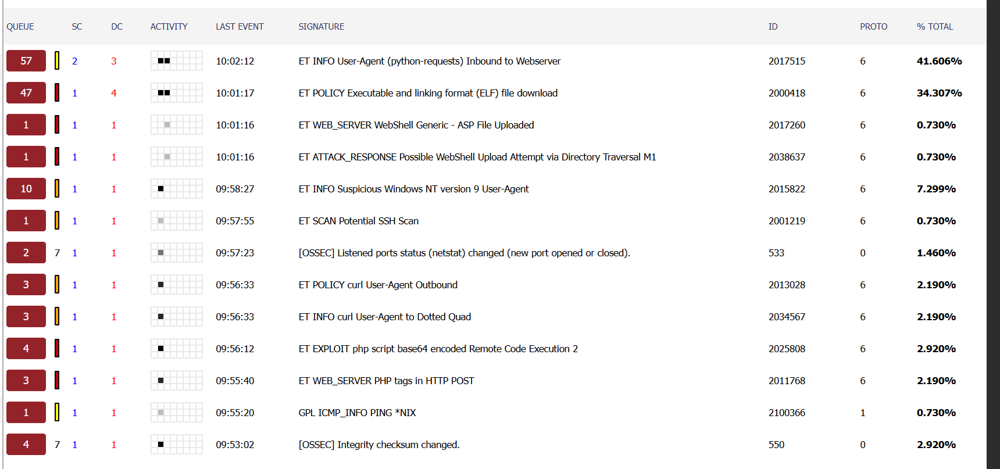 QUEUE SC DC ACTIVITY LAST EVENT SIGNATURE ID PROTO % TOTAL
57 2 3 10:02:12 ET INFO User-Agent (python-requests) Inbound to Webserver 2017515 6 41.606%
47 1 4 10:01:17 ET POLICY Executable and linking format (ELF) file download 2000418 6 34.307%
1 1 1 10:01:16 ET WEB_SERVER WebShell Generic - ASP File Uploaded 2017260 6 0.730%
1 1 1 10:01:16 ET ATTACK_RESPONSE Possible WebShell Upload Attempt via Directory Traversal M1 2038637 6 0.730%
10 1 1 09:58:27 ET INFO Suspicious Windows NT version 9 User-Agent 2015822 6 7.299%
1 1 1 09:57:55 ET SCAN Potential SSH Scan 2001219 6 0.730%
2 7 1 1 09:57:23 [OSSEC] Listened ports status (netstat) changed (new port opened or closed). 533 0 1.460%
3 1 1 09:56:33 ET POLICY curl User-Agent Outbound 2013028 6 2.190%
3 1 1 09:56:33 ET INFO curl User-Agent to Dotted Quad 2034567 6 2.190%
4 1 1 09:56:12 ET EXPLOIT php script base64 encoded Remote Code Execution 2 2025808 6 2.920%
3 1 1 09:55:40 ET WEB_SERVER PHP tags in HTTP POST 2011768 6 2.190%
1 1 1 09:55:20 GPL ICMP_INFO PING *NIX 2100366 1 0.730%
4 7 1 1 09:53:02 [OSSEC] Integrity checksum changed. 550 0 2.920%